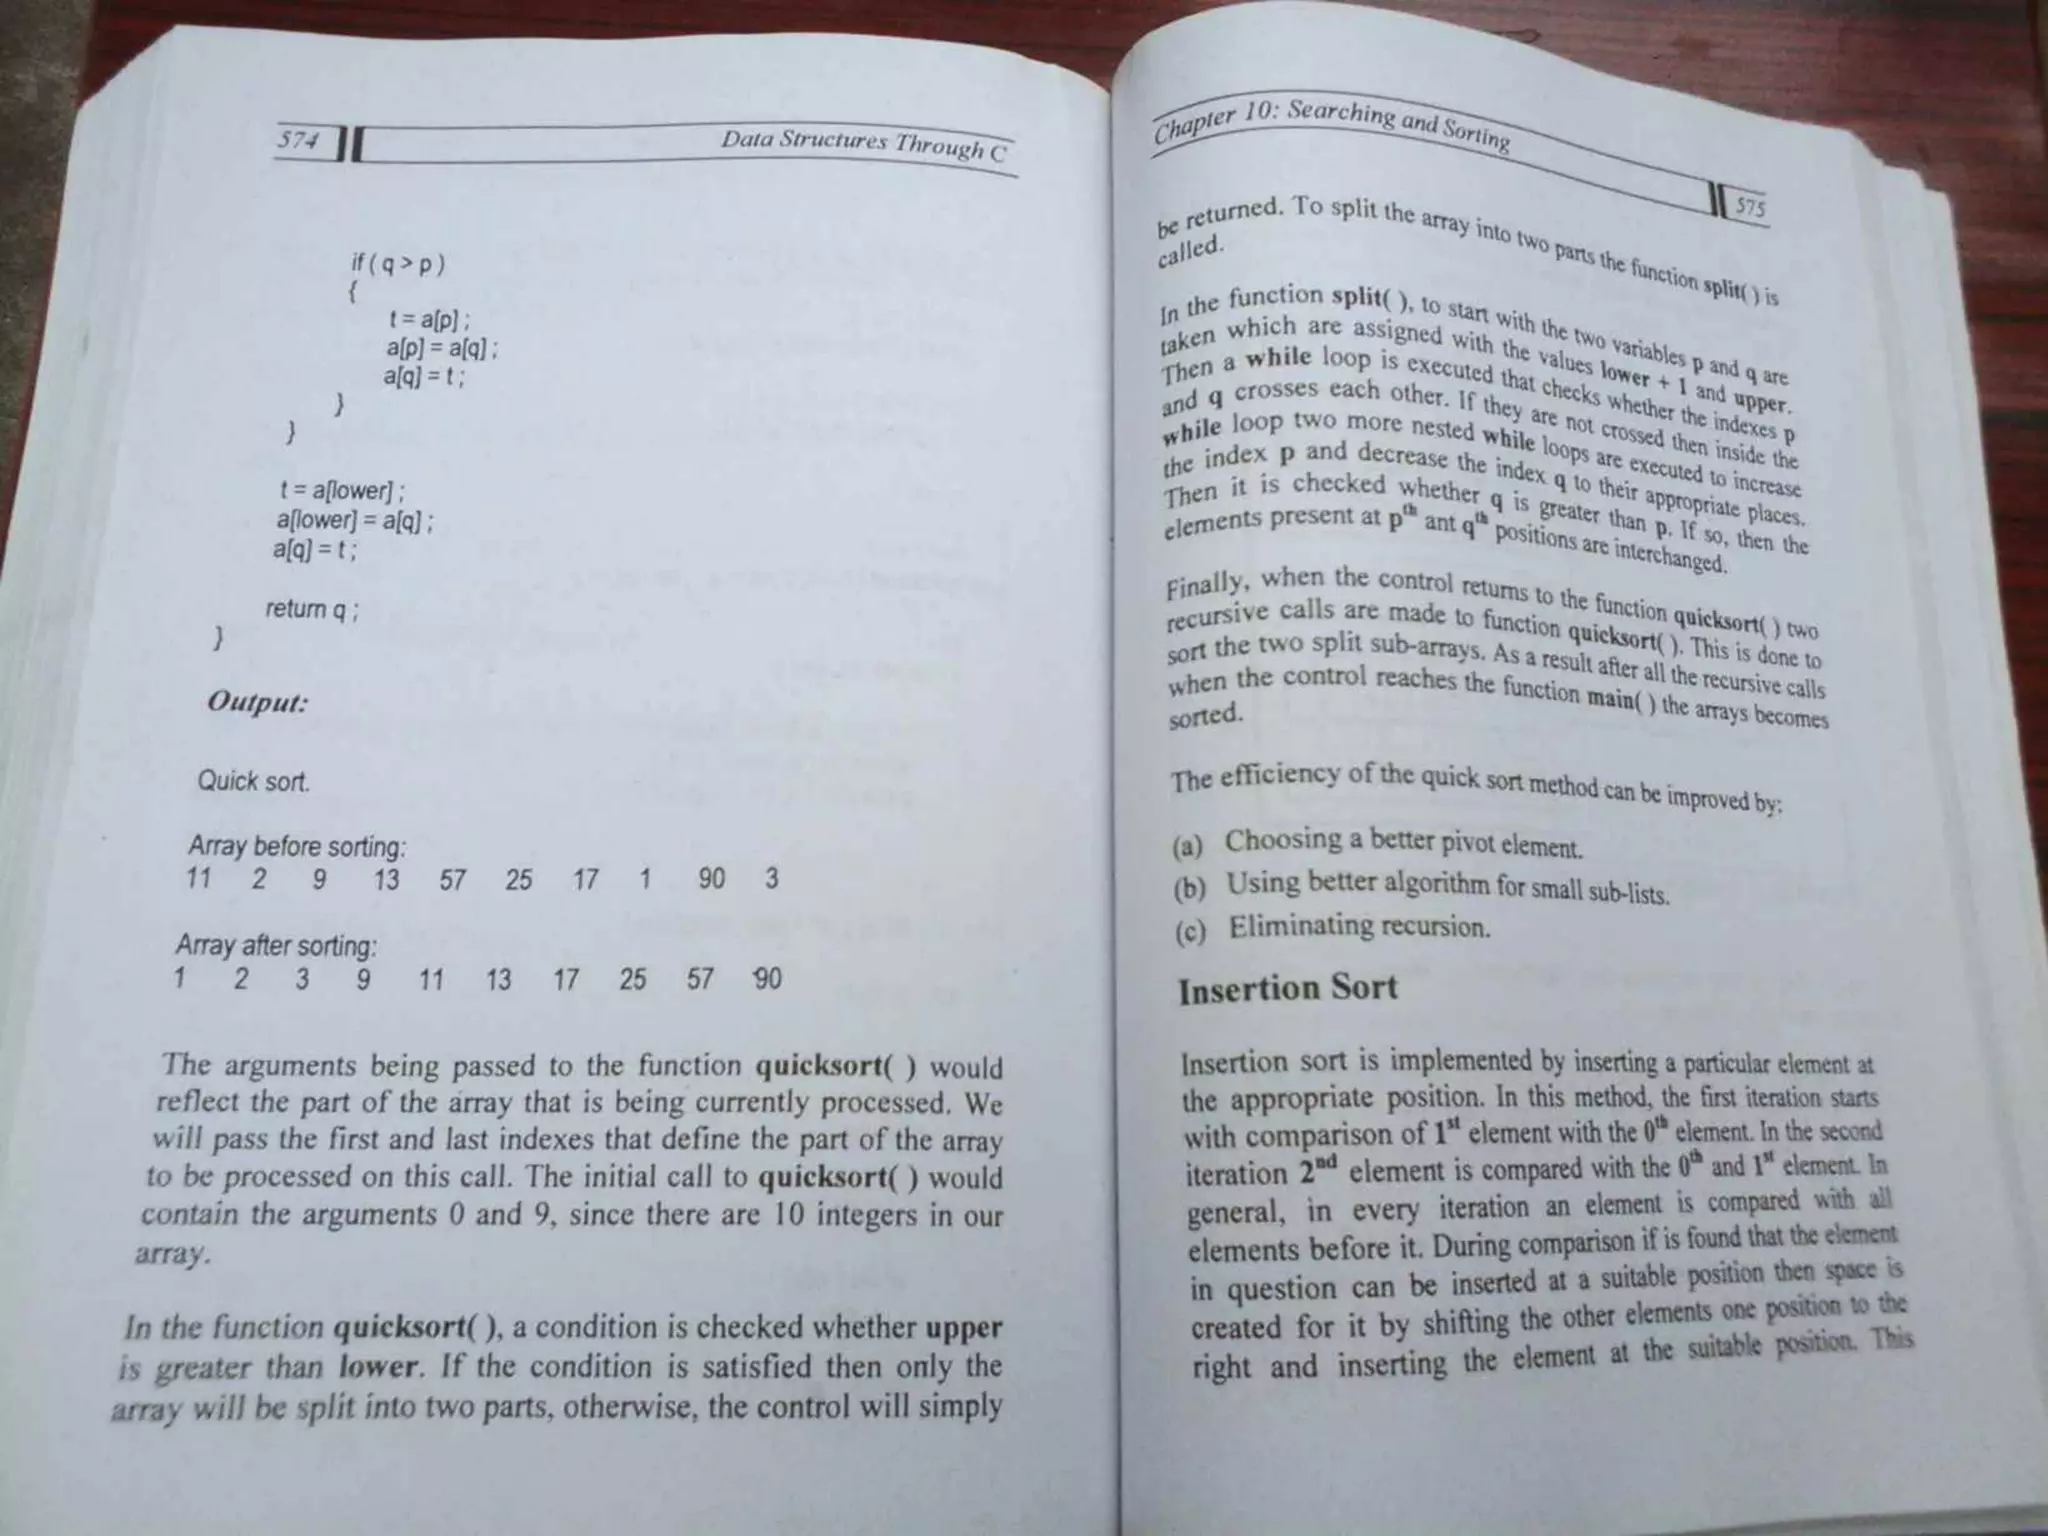 574
Data Structures Through C
if ( q > p )
{
t = a[p] ;
a[p] = a[q] ;
a[q] = t ;
}
}
t = a[lower] ;
a[lower] = a[q] ;
a[q] = t ;
return q ;
}
Output:
Quick sort.
Array before sorting:
11 2 9 13 57 25 17 1 90 3
Array after sorting:
1 2 3 9 11 13 17 25 57 90
The arguments being passed to the function quicksort( ) would
reflect the part of the array that is being currently processed. We
will pass the first and last indexes that define the part of the array
to be processed on this call. The initial call to quicksort( ) would
contain the arguments 0 and 9, since there are 10 integers in our
array.
In the function quicksort( ), a condition is checked whether upper
is greater than lower. If the condition is satisfied then only the
array will be split into two parts, otherwise, the control will simply
Chapter 10: Searching and Sorting
575
be returned. To split the array into two parts the function split( ) is
called.
In the function split( ), to start with the two variables p and q are
taken which are assigned with the values lower + 1 and upper.
Then a while loop is executed that checks whether the indexes p
and q crosses each other. If they are not crossed then inside the
while loop two more nested while loops are executed to increase
the index p and decrease the index q to their appropriate places.
Then it is checked whether q is greater than p. If so, then the
elements present at pth ant qth positions are interchanged.
Finally, when the control returns to the function quicksort( ) two
recursive calls are made to function quicksort( ). This is done to
sort the two split sub-arrays. As a result after all the recursive calls
when the control reaches the function main( ) the arrays becomes
sorted.
The efficiency of the quick sort method can be improved by:
(a) Choosing a better pivot element.
(b) Using better algorithm for small sub-lists.
(c) Eliminating recursion.
Insertion Sort
Insertion sort is implemented by inserting a particular element at
the appropriate position. In this method, the first iteration starts
with comparison of 1st element with the 0th element. In the second
iteration 2nd element is compared with the 0th and 1st element. In
general, in every iteration an element is compared with all
elements before it. During comparison if is found that the element
in question can be inserted at a suitable position then space is
created for it by shifting the other elements one position to the
right and inserting the element at the suitable position. This